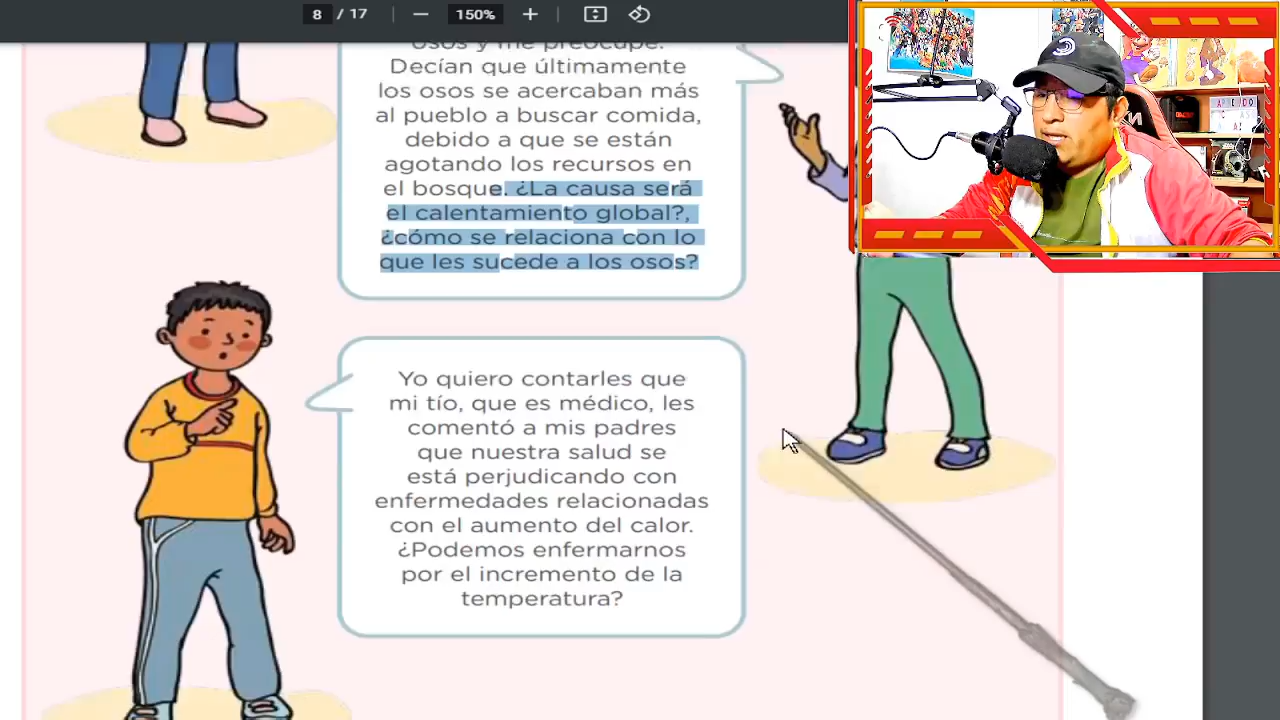 8 / 17
150%
osos y me preocupé.
Decían que últimamente
los osos se acercaban más
al pueblo a buscar comida,
debido a que se están
agotando los recursos en
el bosque. ¿La causa será
el calentamiento global?,
¿cómo se relaciona con lo
que les sucede a los osos?
Yo quiero contarles que
mi tío, que es médico, les
comentó a mis padres
que nuestra salud se
está perjudicando con
enfermedades relacionadas
con el aumento del calor.
¿Podemos enfermarnos
por el incremento de la
temperatura?